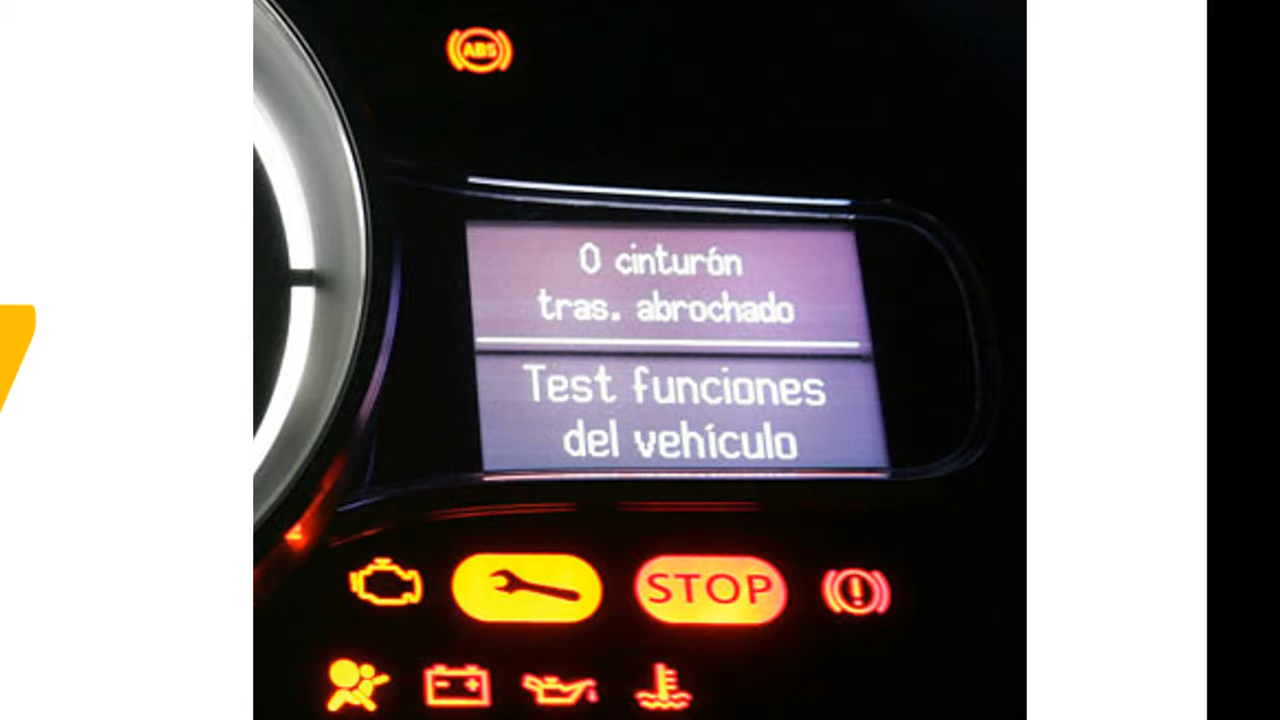 ABS
0 cinturón
tras. abrochado
Test funciones
del vehículo
STOP